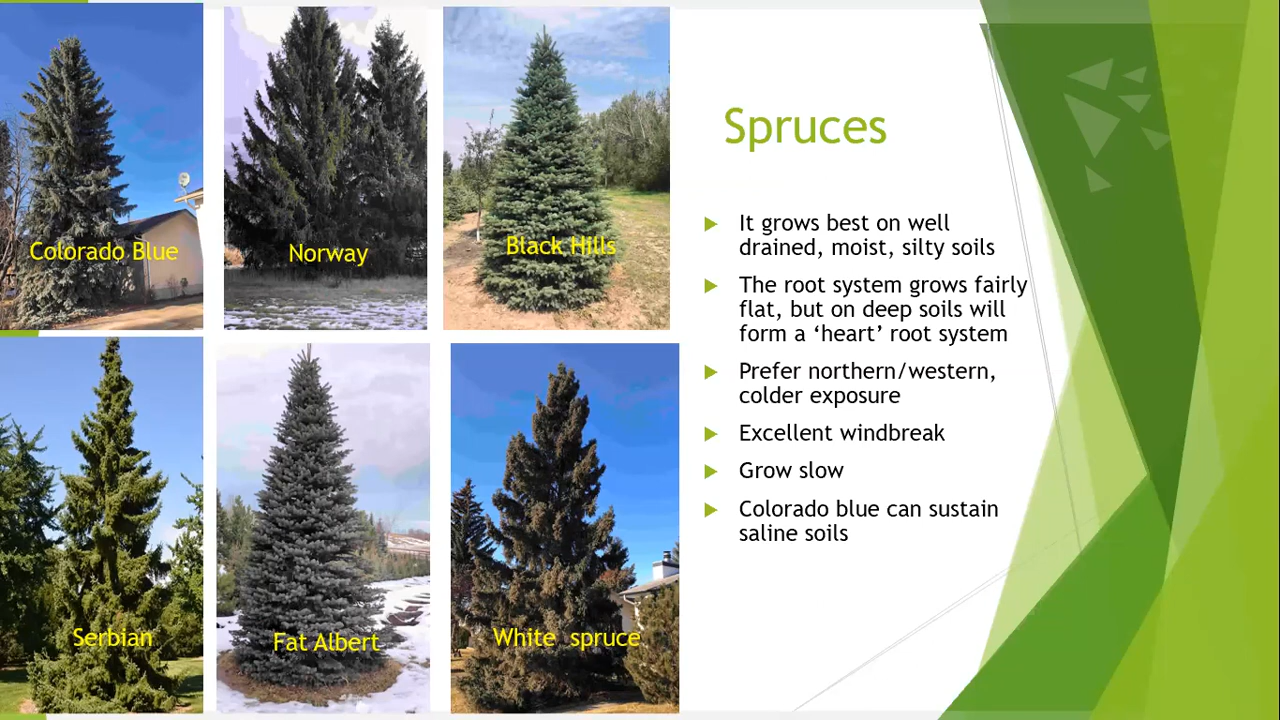 Colorado Blue
Norway
Black Hills
Serbian
Fat Albert
White spruce
Spruces
It grows best on well
drained, moist, silty soils
The root system grows fairly
flat, but on deep soils will
form a ‘heart’ root system
Prefer northern/western,
colder exposure
Excellent windbreak
Grow slow
Colorado blue can sustain
saline soils